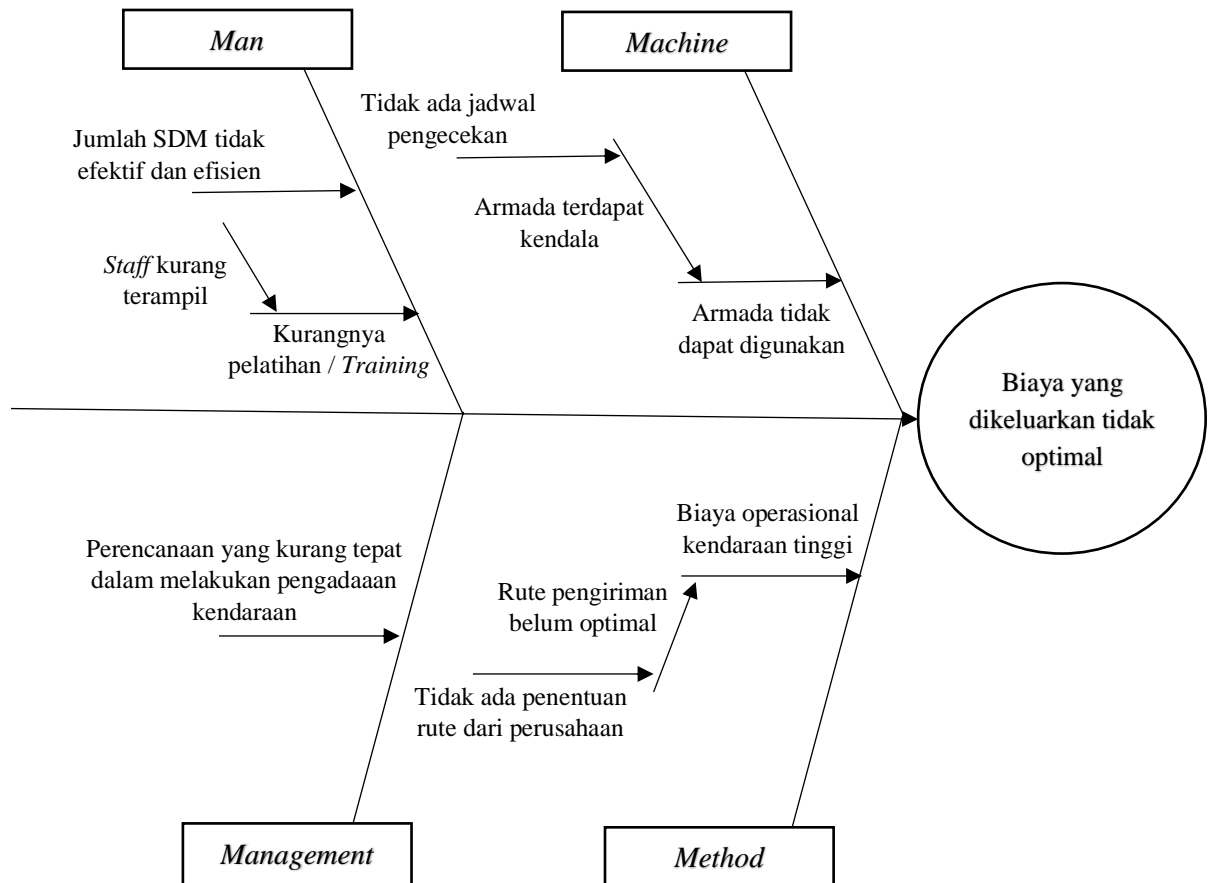 Man
Machine
Tidak ada jadwal
pengecekan
Jumlah SDM tidak
efektif dan efisien
Armada terdapat
kendala
Staff kurang
terampil
Armada tidak
dapat digunakan
Kurangnya
pelatihan / Training
Biaya yang
dikeluarkan tidak
optimal
Biaya operasional
kendaraan tinggi
Perencanaan yang kurang tepat
dalam melakukan pengadaaan
kendaraan
Rute pengiriman
belum optimal
Tidak ada penentuan
rute dari perusahaan
Management
Method